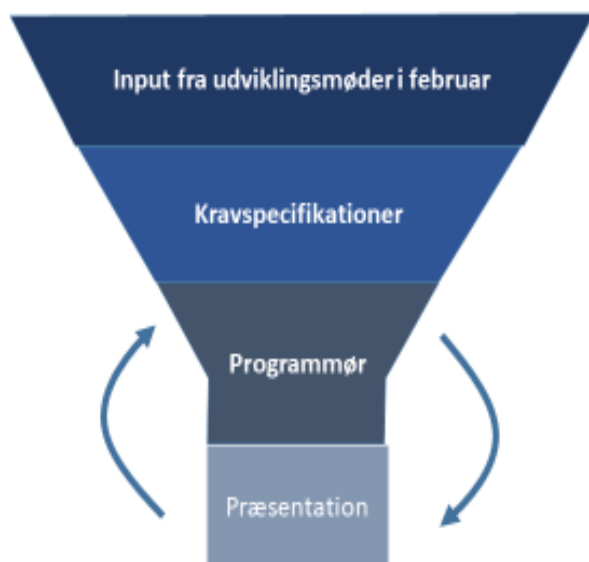 Input fra udviklingsmøder i februar
Kravspecifikationer
Programmør
Præsentation